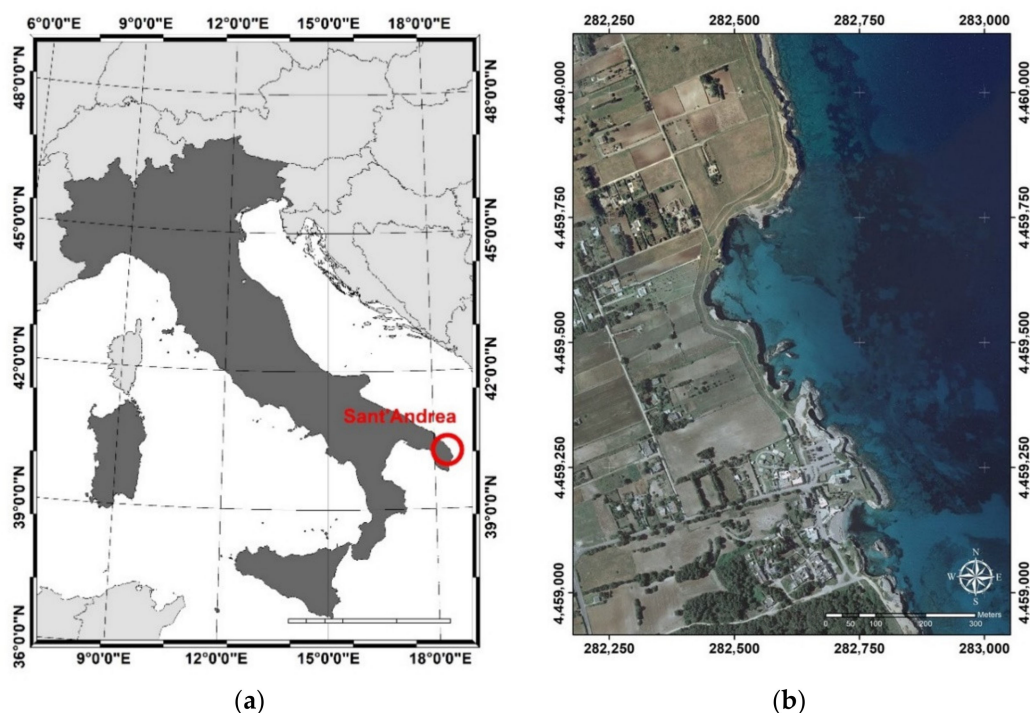 6°0'0"E 9°0'0"E 12°0'0"E 15°0'0"E 18°0'0"E
48°0'0"N 48°0'0"N
45°0'0"N 45°0'0"N
42°0'0"N 42°0'0"N
Sant'Andrea
39°0'0"N 39°0'0"N
36°0'0"N
9°0'0"E 12°0'0"E 15°0'0"E 18°0'0"E
(a)
282,250 282,500 282,750 283,000
4.460.000 4.460.000
4.459.750 4.459.750
4.459.500 4.459.500
4.459.250 4.459.250
4.459.000 4.459.000
N
W E
S
Meters
0 50 100 200 300
282,250 282,500 282,750 283,000
(b)